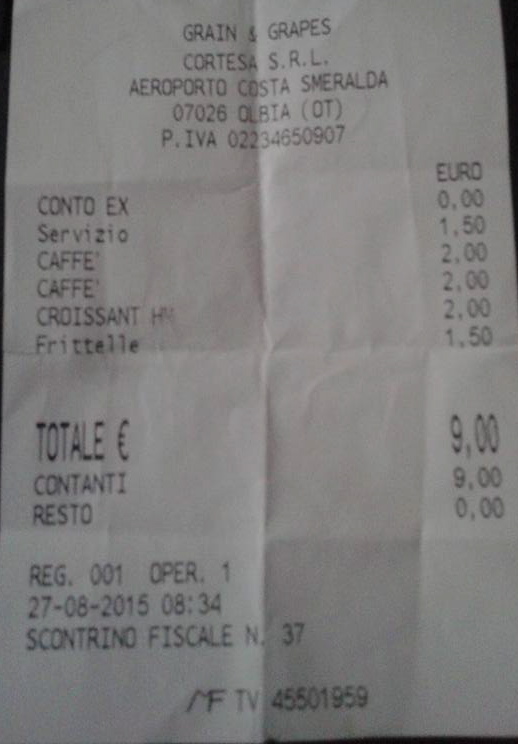 GRAIN & GRAPES
CORTESA S.R.L.
AEROPORTO COSTA SMERALDA
07026 OLBIA (OT)
P.IVA 02234650907
EURO
CONTO EX 0,00
Servizio 1,50
CAFFE' 2,00
CAFFE' 2,00
CROISSANT HM 2,00
Frittelle 1,50
TOTALE € 9,00
CONTANTI 9,00
RESTO 0,00
REG. 001 OPER. 1
27-08-2015 08:34
SCONTRINO FISCALE N. 37
MF TV 45501959